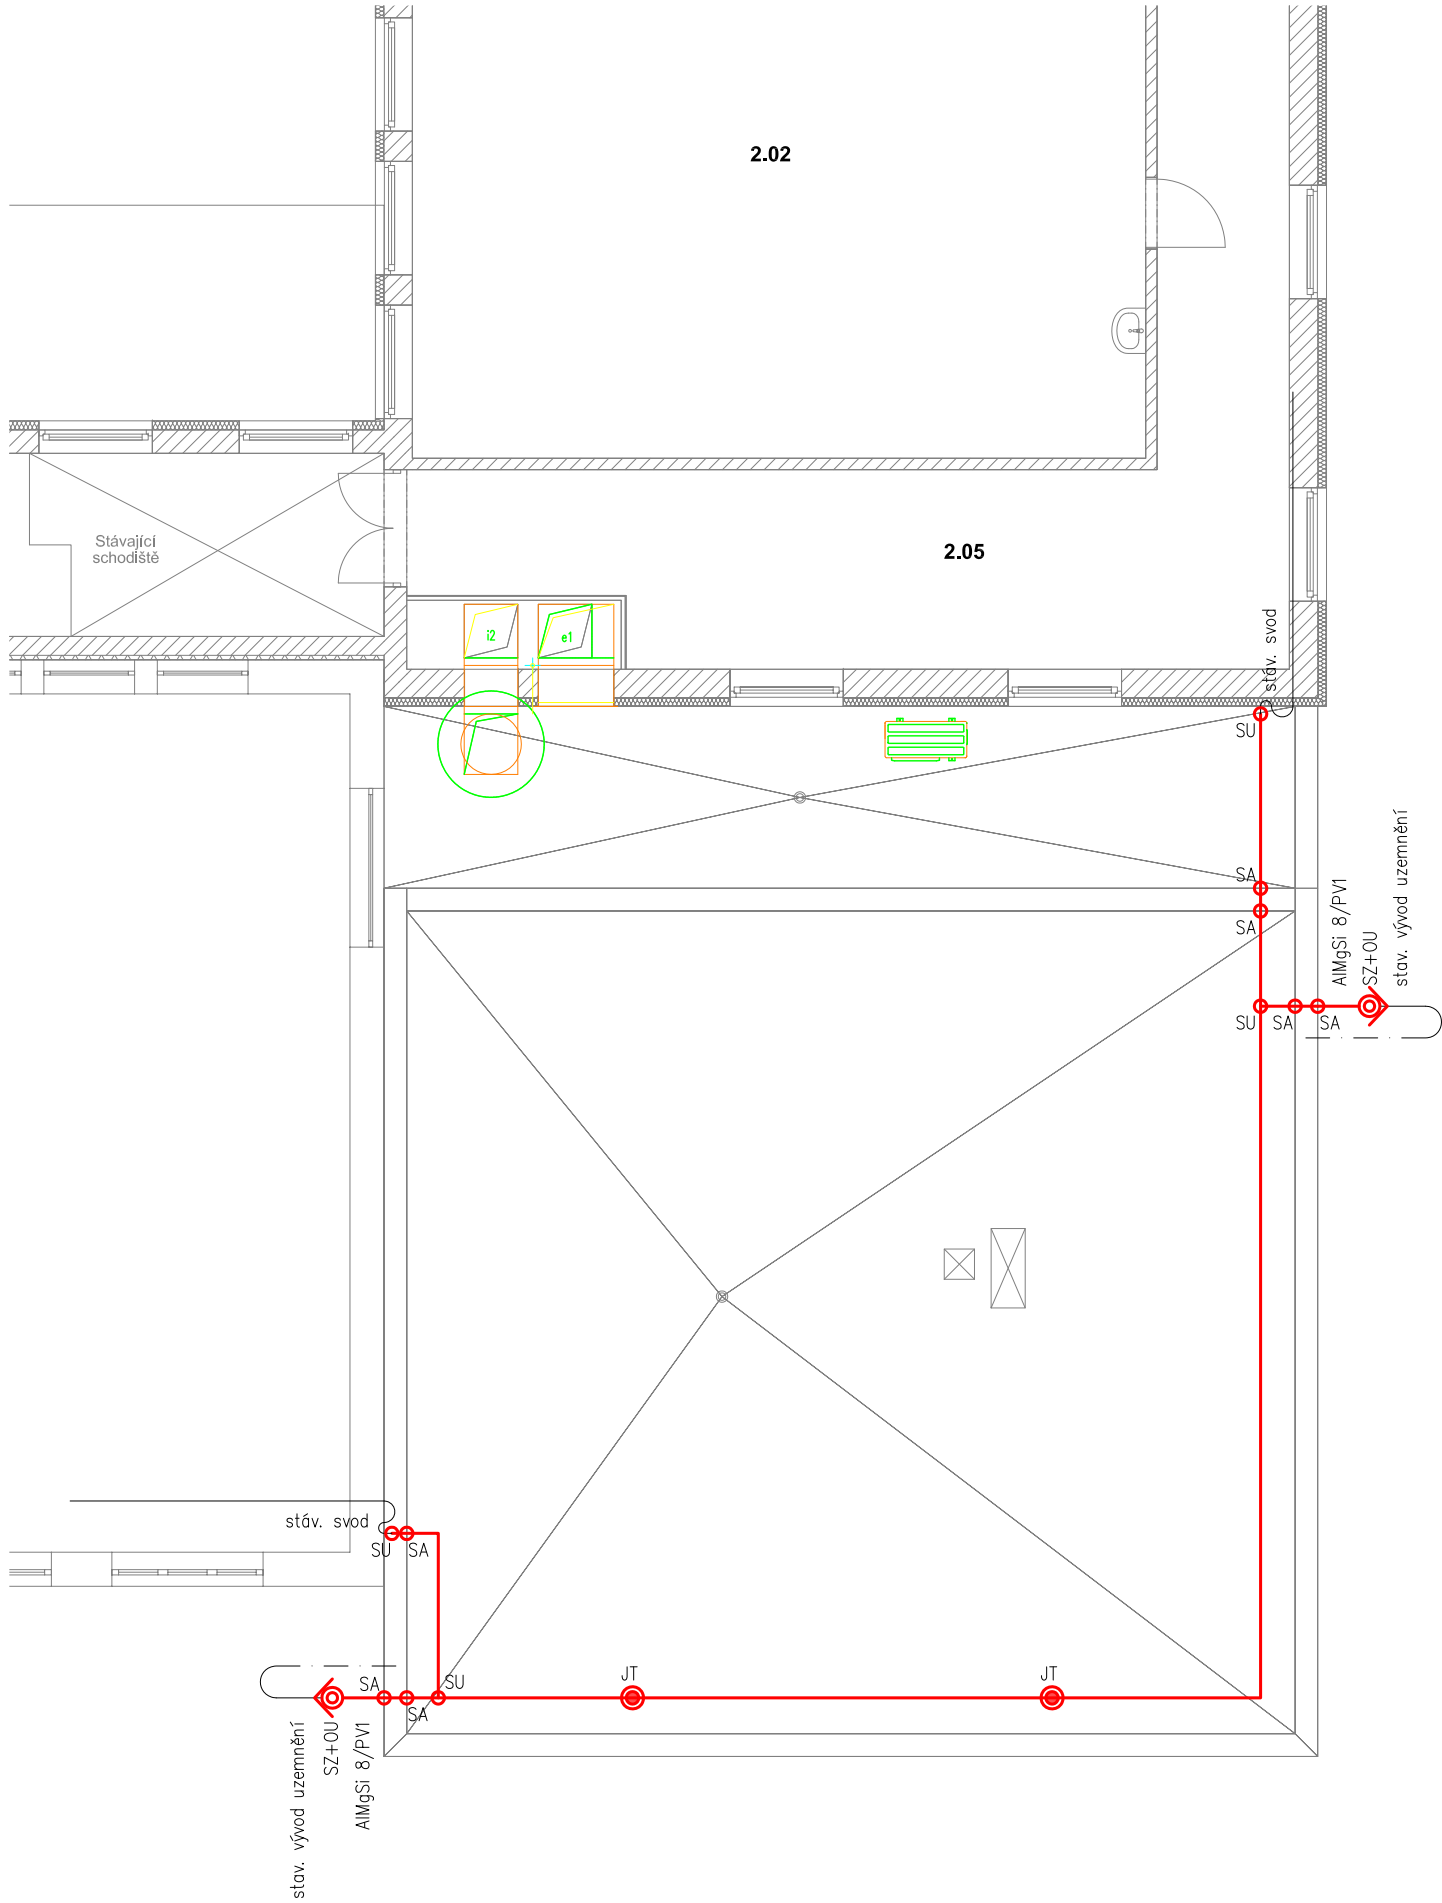 2.02
Stávající
schodiště
2.05
i2
e1
stáv. svod
SU
SA
SA
AlMgSi 8/PV1
SZ+OU
stav. vývod uzemnění
SU
SA
SA
stáv. svod
SU
SA
SA
SU
SA
JT
JT
stav. vývod uzemnění
SZ+OU
AlMgSi 8/PV1